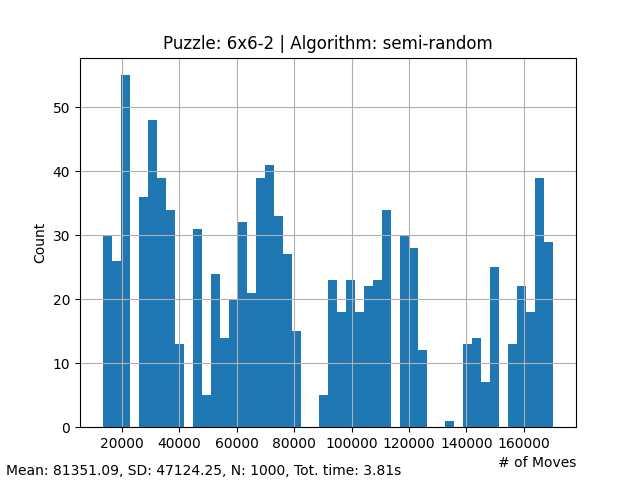 Puzzle: 6x6-2 | Algorithm: semi-random
50
40
30
20
10
0
Count
20000 40000 60000 80000 100000 120000 140000 160000
# of Moves
Mean: 81351.09, SD: 47124.25, N: 1000, Tot. time: 3.81s